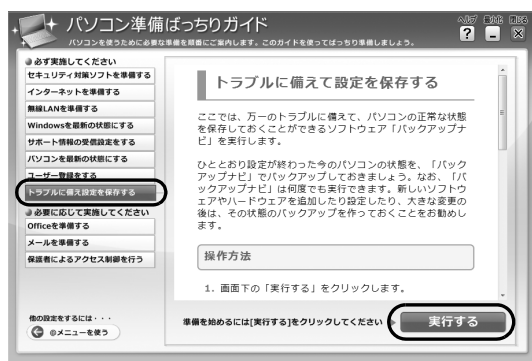 パソコン準備ばっちりガイド
パソコンを使うために必要な準備を順番にご案内します。このガイドを使ってばっちり準備しましょう。
ヘルプ 最小化 閉じる
必ず実施してください
セキュリティ対策ソフトを準備する
インターネットを準備する
無線LANを準備する
Windowsを最新の状態にする
サポート情報の受信設定をする
パソコンを最新の状態にする
ユーザー登録をする
トラブルに備え設定を保存する
必要に応じて実施してください
Officeを準備する
メールを準備する
保護者によるアクセス制御を行う
他の設定をするには・・・
@メニューを使う
トラブルに備えて設定を保存する
ここでは、万一のトラブルに備えて、パソコンの正常な状態
を保存しておくことができるソフトウェア「バックアップナ
ビ」を実行します。
ひととおり設定が終わった今のパソコンの状態を、「バック
アップナビ」でバックアップしておきましょう。なお、「バ
ックアップナビ」は何度でも実行できます。新しいソフトウ
ェアやハードウェアを追加したり設定したり、大きな変更の
後は、その状態のバックアップを作っておくことをお勧めし
ます。
操作方法
1. 画面下の「実行する」をクリックします。
準備を始めるには[実行する]をクリックしてください
実行する